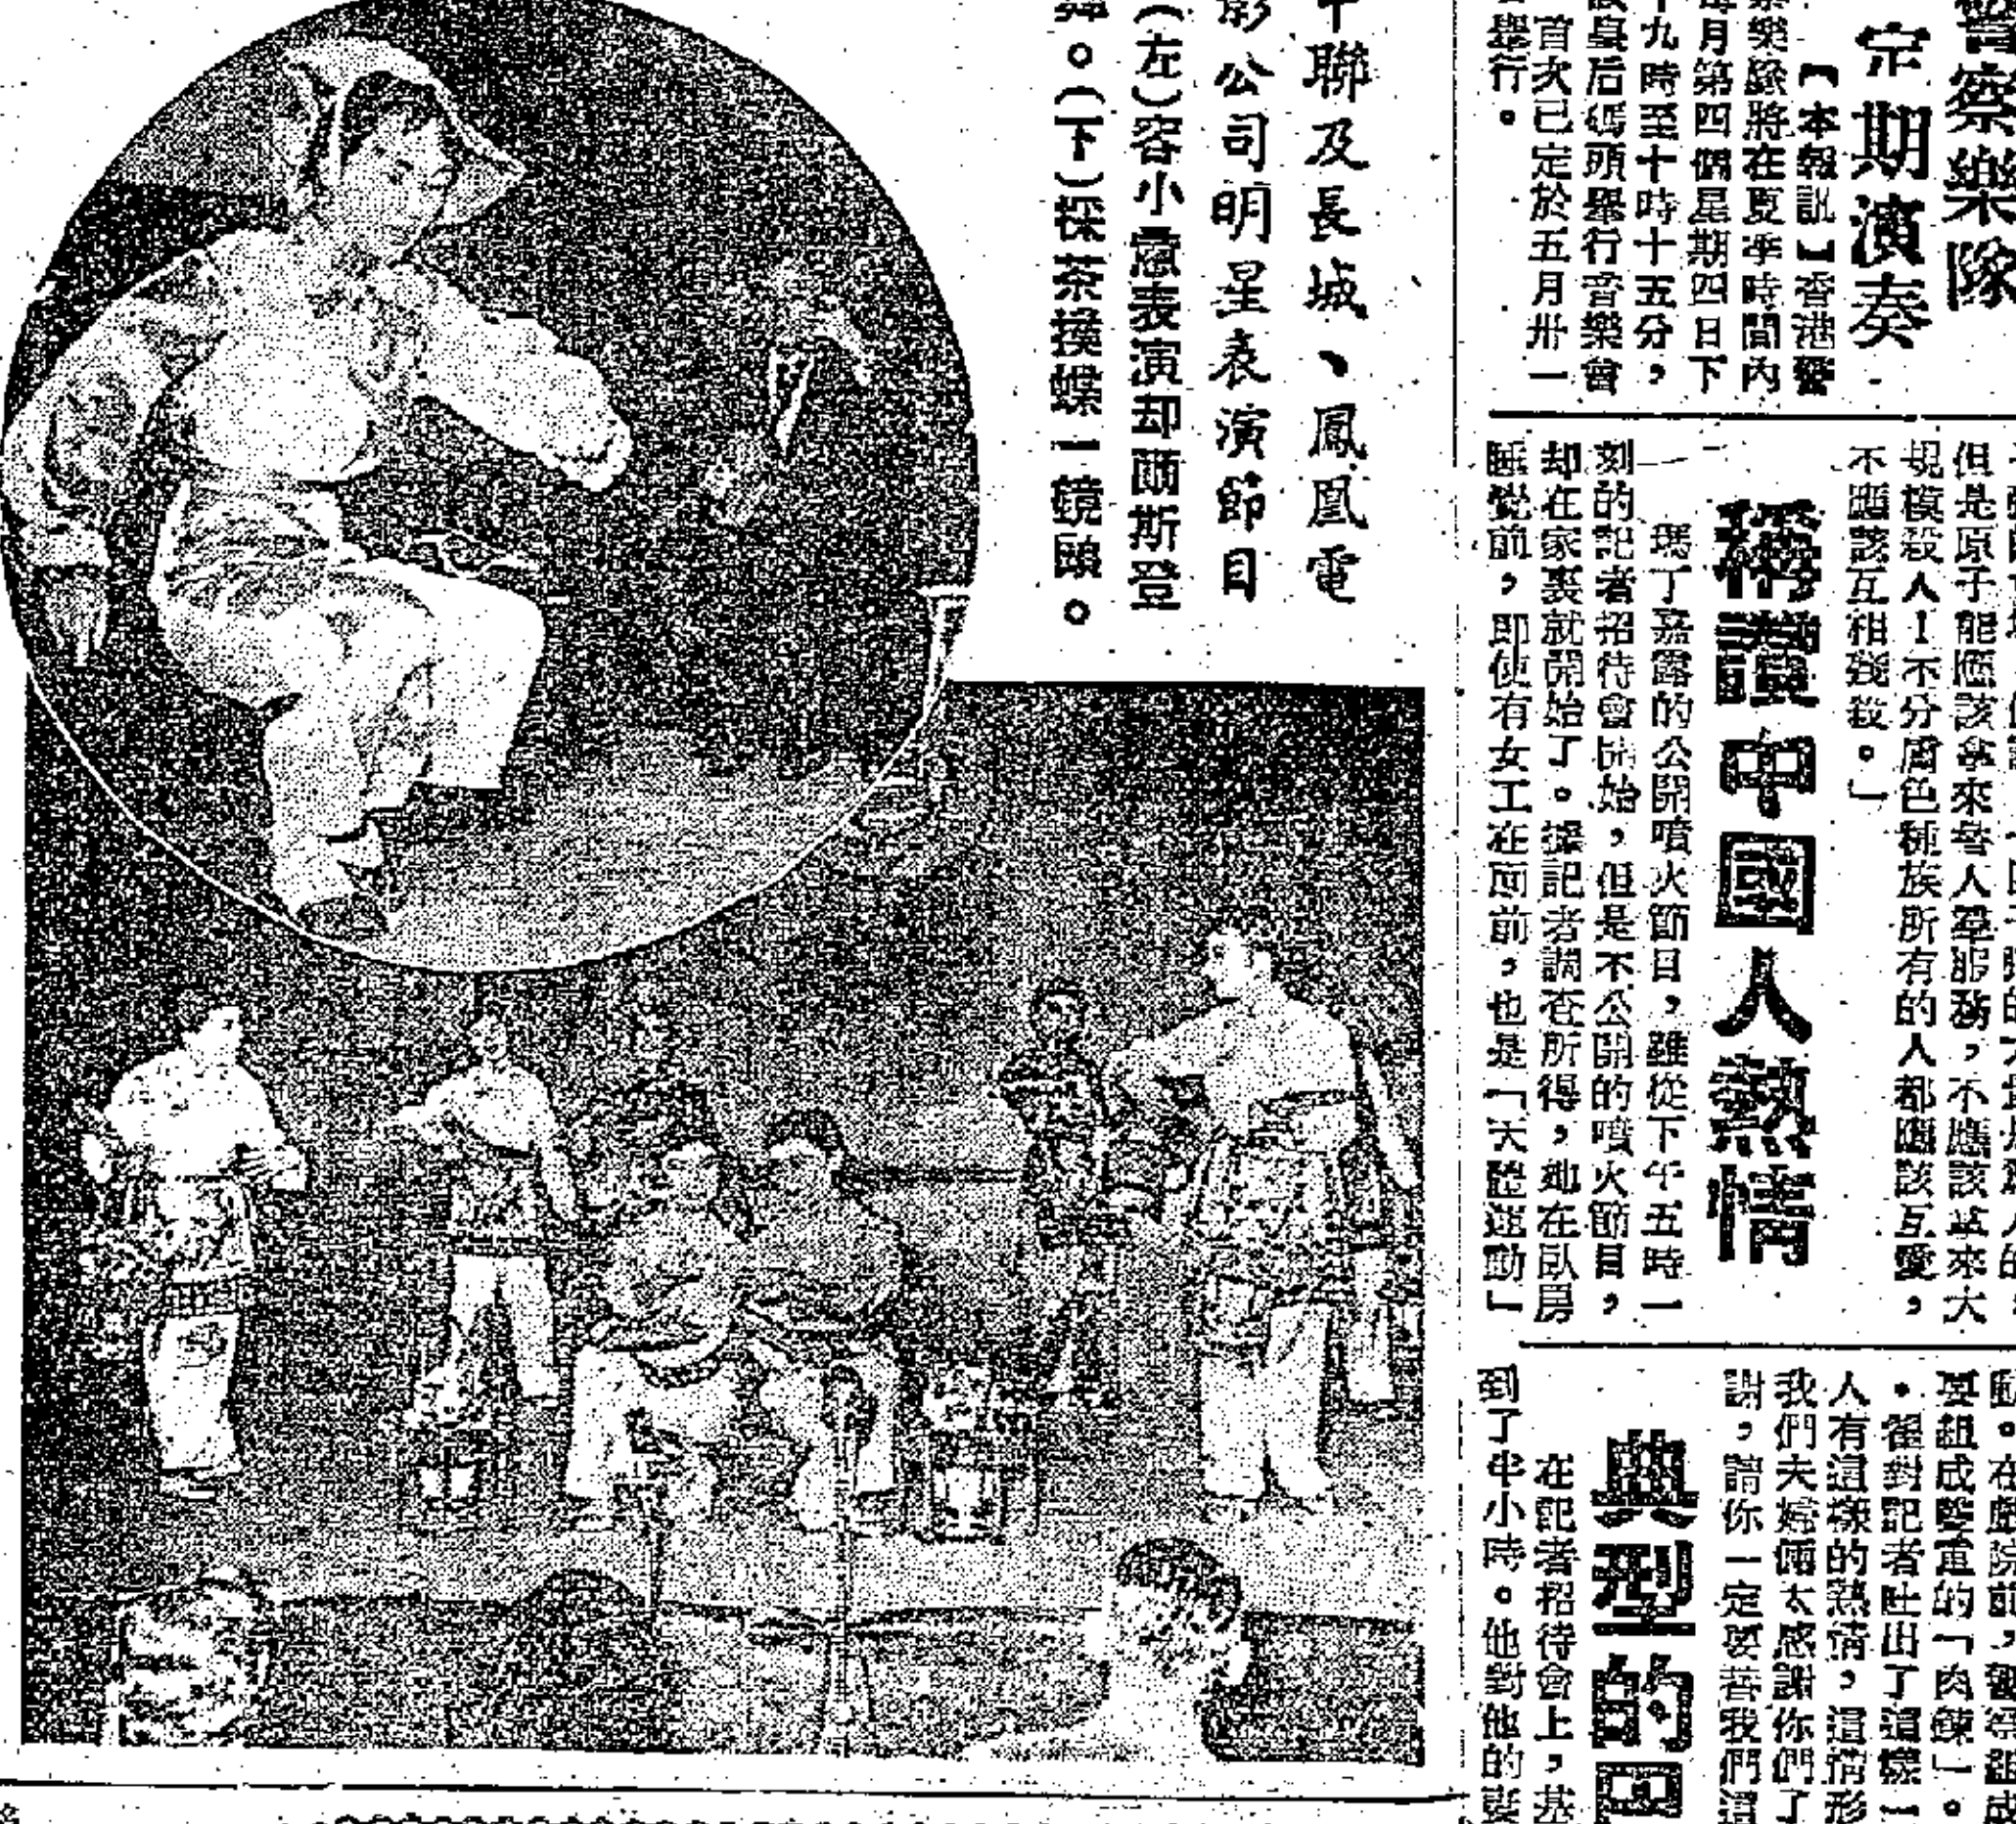 警察樂隊
定期演奏
【本報訊】香港警
察樂隊將在夏季時間內
每月第四個星期四日下
午九時至十時十五分，
皇后碼頭舉行音樂會
首次已定於五月卅一
舉行。
中聯及長城、鳳凰電
影公司明星表演節目
（左）容小意表演却爾斯登
舞。（下）採茶撲蝶一鏡頭。
但是原子能應該拿來替人羣服務，不應該拿來大
規模殺人！不分膚色種族所有的人都應該互愛，
不應該互相殘殺。」
稱讚中國人熱情
瑪丁嘉露的公開噴火節目，雖從下午五時一
刻的記者招待會開始，但是不公開的噴火節目，
却在家裏就開始了。據記者調查所得，她在臥房
睡覺前，即使有女工在面前，也是「大體運動」
要組成雙重的「肉鍊」。
翟對記者吐出了這樣一
人有這樣的熱情，這情形
我們夫婦倆太感謝你們了
謝，請你一定要替我們這
典型的
在記者招待會上，基
到了半小時。他對他的妻